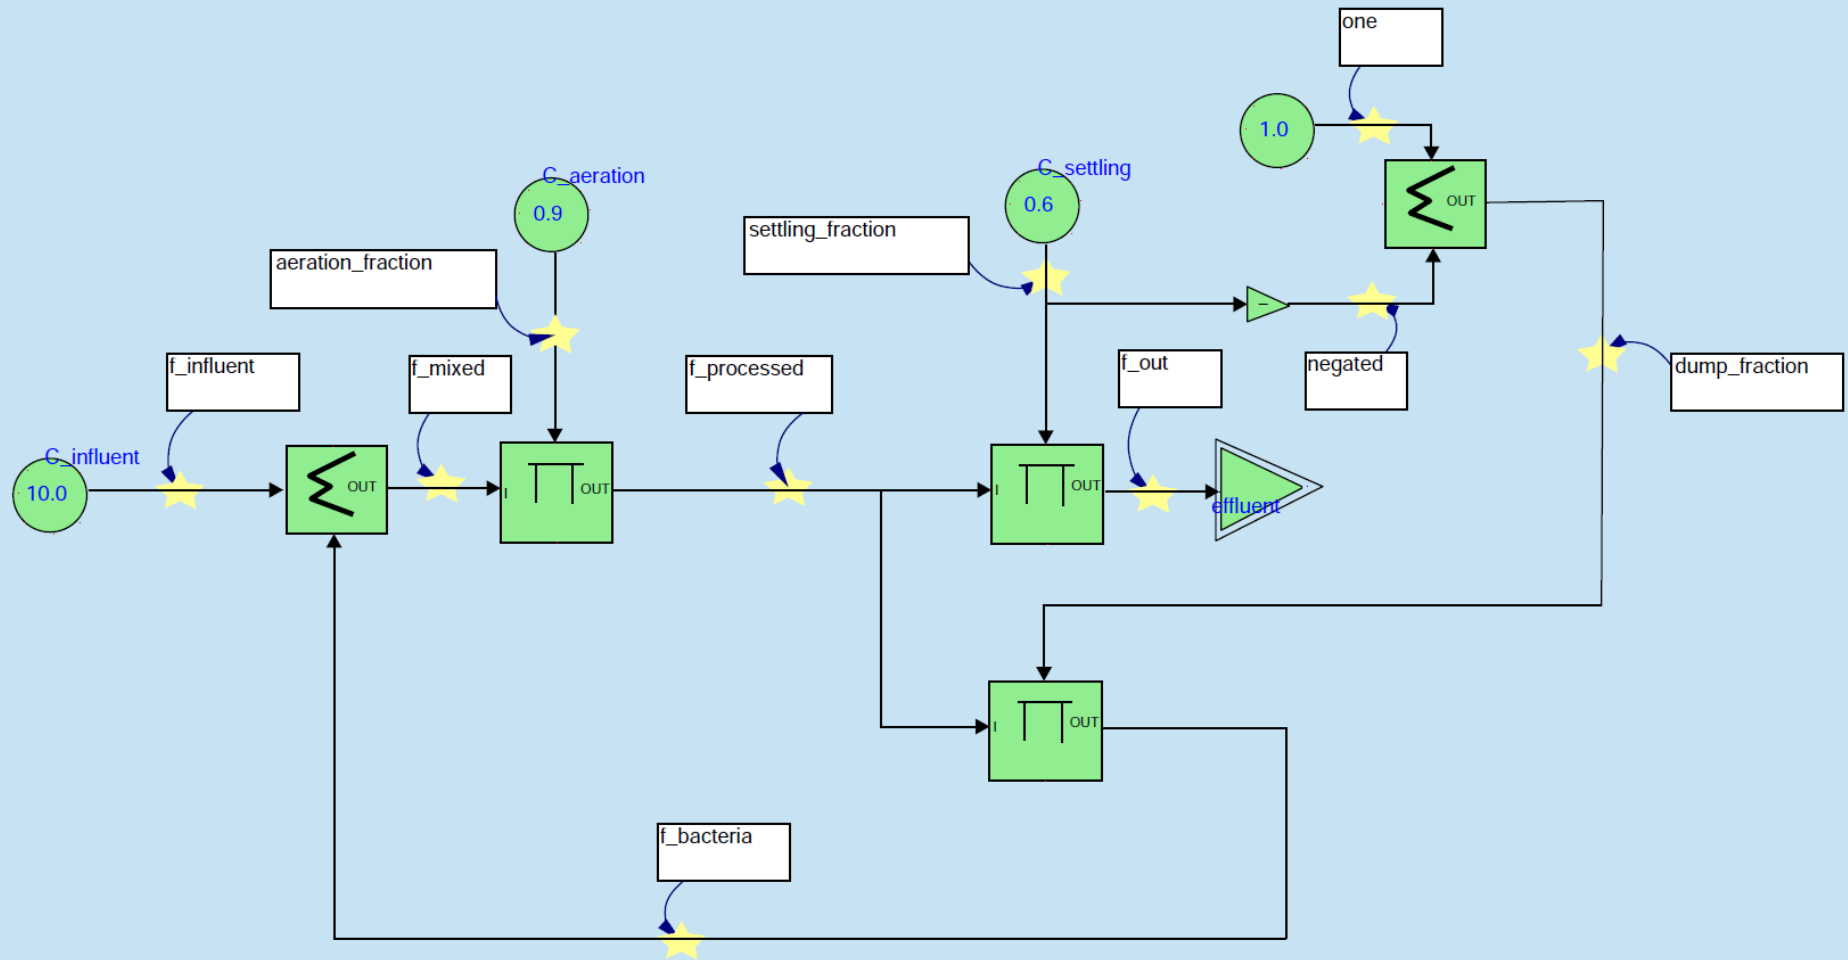 one
1.0
OUT
C_aeration
0.9
C_settling
0.6
settling_fraction
aeration_fraction
−
f_influent
f_mixed
f_processed
f_out
negated
dump_fraction
C_influent
10.0
OUT
I
OUT
I
OUT
effluent
I
OUT
f_bacteria